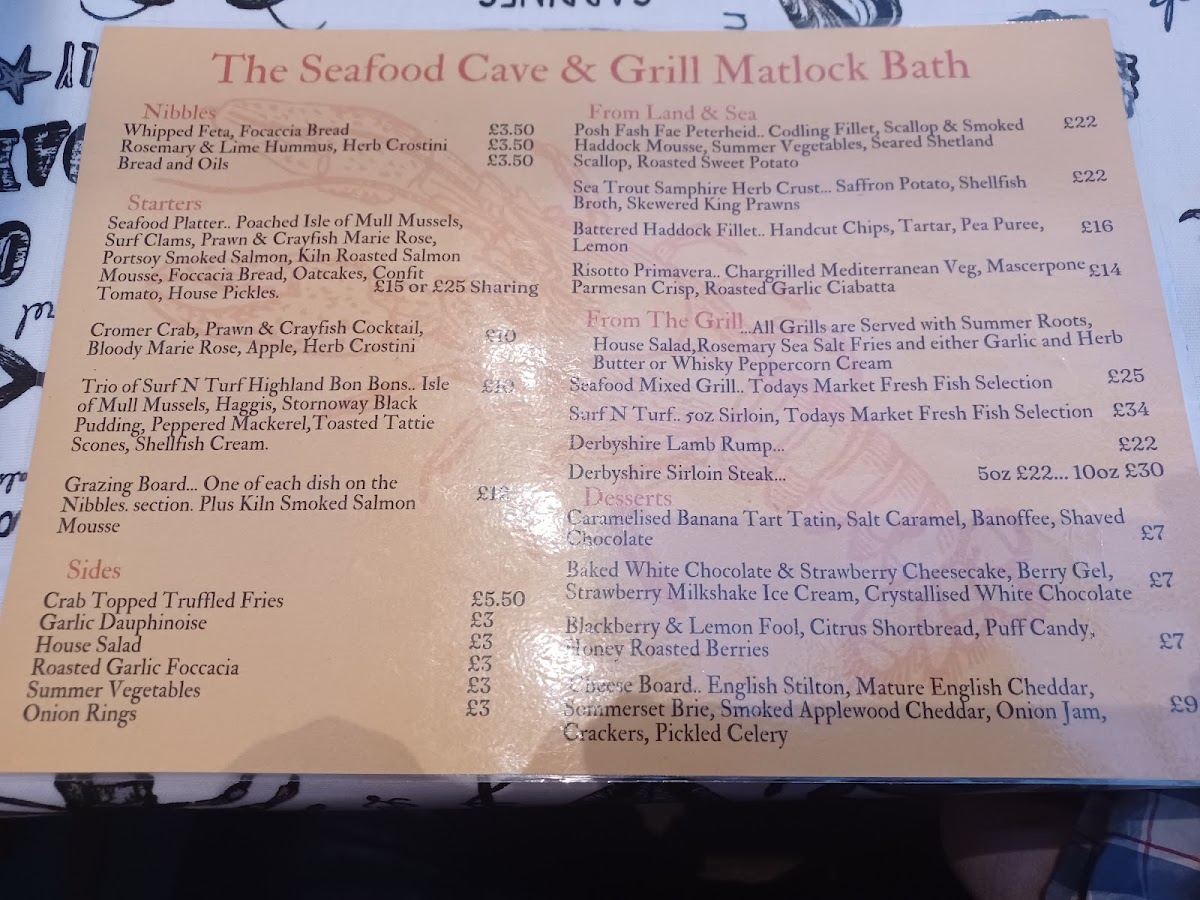 The Seafood Cave & Grill Matlock Bath
Nibbles
Whipped Feta, Focaccia Bread £3.50
Rosemary & Lime Hummus, Herb Crostini £3.50
Bread and Oils £3.50
Starters
Seafood Platter.. Poached Isle of Mull Mussels,
Surf Clams, Prawn & Crayfish Marie Rose,
Portsoy Smoked Salmon, Kiln Roasted Salmon
Mousse, Foccacia Bread, Oatcakes, Confit
Tomato, House Pickles. £15 or £25 Sharing
Cromer Crab, Prawn & Crayfish Cocktail, £10
Bloody Marie Rose, Apple, Herb Crostini
Trio of Surf N Turf Highland Bon Bons.. Isle £10
of Mull Mussels, Haggis, Stornoway Black
Pudding, Peppered Mackerel, Toasted Tattie
Scones, Shellfish Cream.
Grazing Board... One of each dish on the
Nibbles. section. Plus Kiln Smoked Salmon
Mousse
Sides
Crab Topped Truffled Fries £5.50
Garlic Dauphinoise £3
House Salad £3
Roasted Garlic Foccacia £3
Summer Vegetables £3
Onion Rings £3
From Land & Sea
Posh Fash Fae Peterheid.. Codling Fillet, Scallop & Smoked £22
Haddock Mousse, Summer Vegetables, Seared Shetland
Scallop, Roasted Sweet Potato
Sea Trout Samphire Herb Crust... Saffron Potato, Shellfish £22
Broth, Skewered King Prawns
Battered Haddock Fillet.. Handcut Chips, Tartar, Pea Puree, £16
Lemon
Risotto Primavera.. Chargrilled Mediterranean Veg, Mascerpone £14
Parmesan Crisp, Roasted Garlic Ciabatta
From The Grill ...All Grills are Served with Summer Roots,
House Salad,Rosemary Sea Salt Fries and either Garlic and Herb
Butter or Whisky Peppercorn Cream
Seafood Mixed Grill.. Todays Market Fresh Fish Selection £25
Surf N Turf.. 5oz Sirloin, Todays Market Fresh Fish Selection £34
Derbyshire Lamb Rump... £22
Derbyshire Sirloin Steak... 5oz £22... 10oz £30
Desserts
Caramelised Banana Tart Tatin, Salt Caramel, Banoffee, Shaved
Chocolate £7
Baked White Chocolate & Strawberry Cheesecake, Berry Gel, £7
Strawberry Milkshake Ice Cream, Crystallised White Chocolate
Blackberry & Lemon Fool, Citrus Shortbread, Puff Candy,
Honey Roasted Berries £7
Cheese Board.. English Stilton, Mature English Cheddar,
Sommerset Brie, Smoked Applewood Cheddar, Onion Jam, £9
Crackers, Pickled Celery